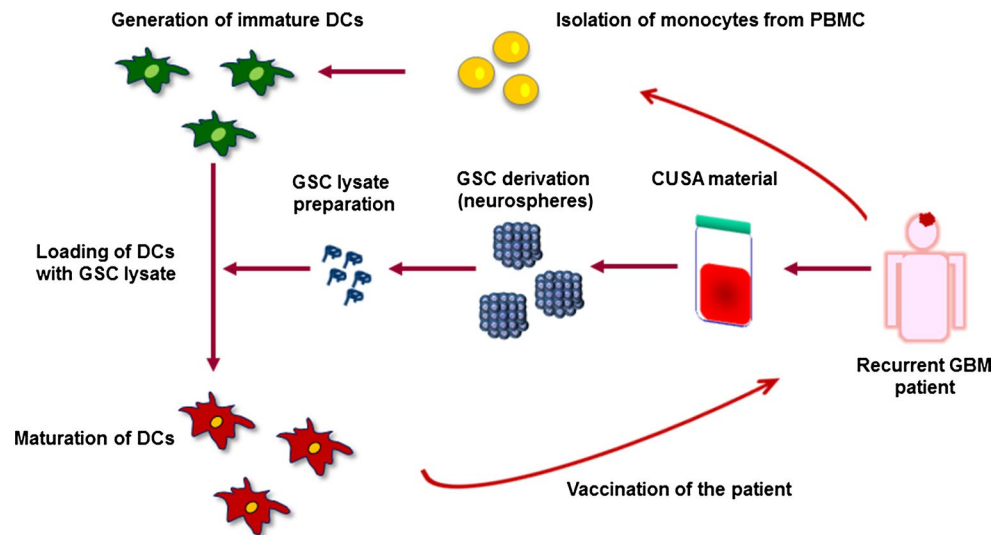 Generation of immature DCs
Isolation of monocytes from PBMC
GSC lysate
preparation
GSC derivation
(neurospheres)
CUSA material
Loading of DCs
with GSC lysate
Recurrent GBM
patient
Maturation of DCs
Vaccination of the patient